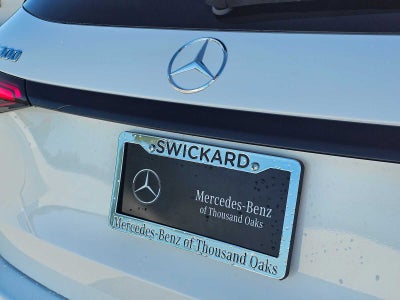 SWICKARD
Mercedes-Benz
of Thousand Oaks
Mercedes-Benz of Thousand Oaks